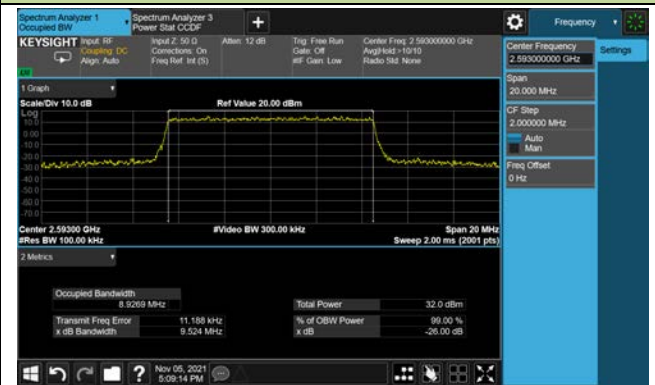 Spectrum Analyzer 1
Occupied BW
Spectrum Analyzer 3
Power Stat CCDF
+
Frequency
KEYSIGHT
Input: RF
Coupling: DC
Align: Auto
Input Z: 50 Ω
Corrections: On
Freq Ref: Int (S)
Atten: 12 dB
Trig: Free Run
Gate: Off
#IF Gain: Low
Center Freq: 2.593000000 GHz
Avg|Hold:>10/10
Radio Std: None
Center Frequency
2.593000000 GHz
Settings
Span
20.000 MHz
CF Step
2.000000 MHz
Auto
Man
Freq Offset
0 Hz
1 Graph
Scale/Div 10.0 dB
Ref Value 20.00 dBm
Log
10.0
0.00
-10.0
-20.0
-30.0
-40.0
-50.0
-60.0
-70.0
Center 2.59300 GHz
#Video BW 300.00 kHz
Span 20 MHz
#Res BW 100.00 kHz
Sweep 2.00 ms (2001 pts)
2 Metrics
Occupied Bandwidth
8.9269 MHz
Total Power
32.0 dBm
Transmit Freq Error
11.188 kHz
% of OBW Power
99.00 %
x dB Bandwidth
9.524 MHz
x dB
-26.00 dB
?
Nov 05, 2021
5:09:14 PM